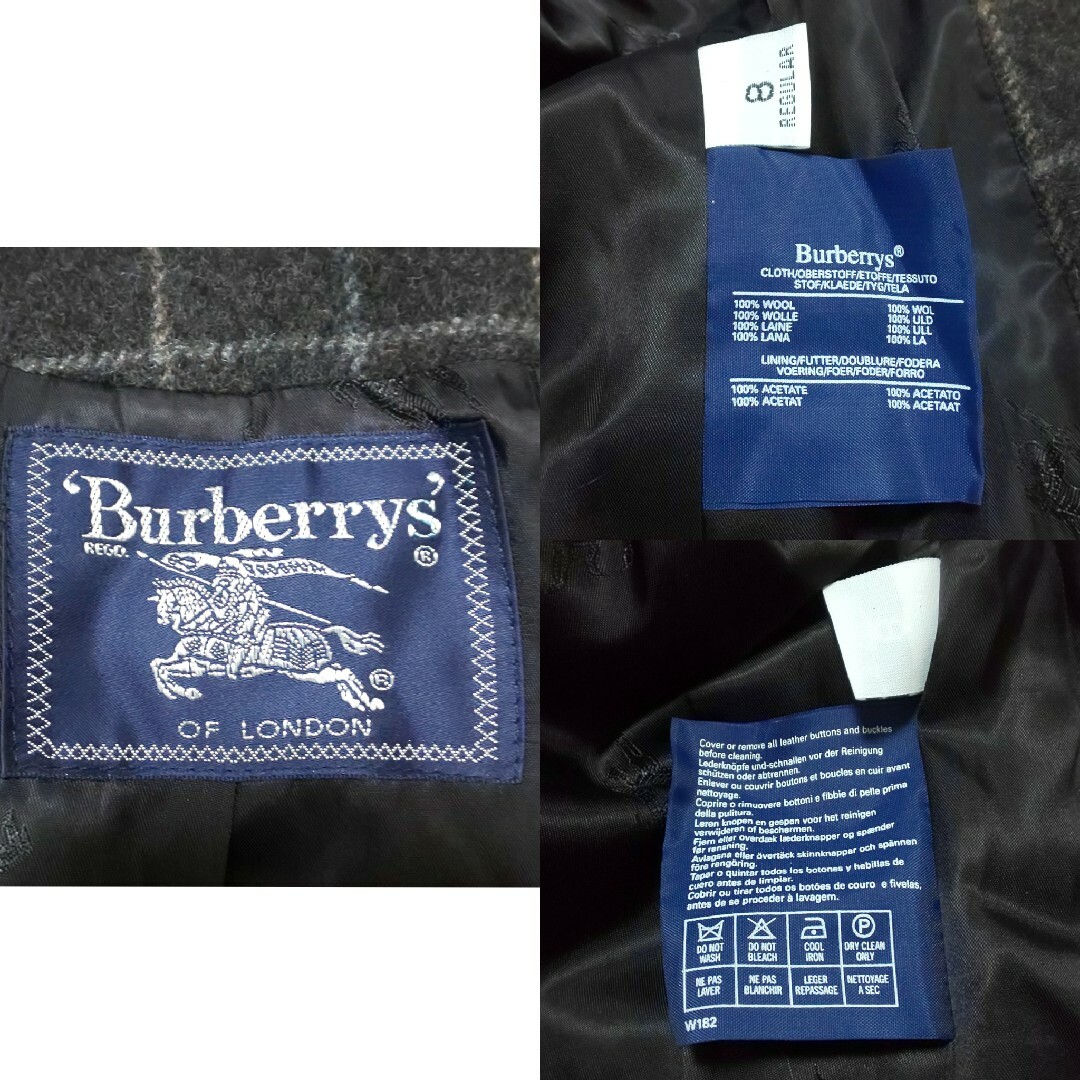 'Burberrys'
REGD.
®
®
OF LONDON
8
REGULAR
Burberrys®
CLOTH/OBERSTOFF/ETOFFE/TESSUTO
STOF/KLAEDE/TYG/TELA
100% WOOL 100% WOL
100% WOLLE 100% ULD
100% LAINE 100% ULL
100% LANA 100% LA
LINING/FUTTER/DOUBLURE/FODERA
VOERING/FOER/FODER/FORRO
100% ACETATE 100% ACETATO
100% ACETAT 100% ACETAAT
Cover or remove all leather buttons and buckles
before cleaning.
Lederknöpfe und-schnallen vor der Reinigung
schützen oder abtrennen.
Enlever ou couvrir boutons et boucles en cuir avant
nettoyage.
Coprire o rimuovere bottoni e fibbie di pelle prima
della pulitura.
Leren knopen en gespan voor het reinigen
verwijderen of beschermen.
Fjern eller overdæk læderknapper og spænder
før rensning.
Avlagsna eller övertäck skinnknappar och spännen
före rengöring.
Tapar o quintar todos los botones y hebillas de
cuero antes de limpiar.
Cobrir ou tirar todos os botões de couro e fivelas,
antes de se proceder à lavagem.
P
DO NOT WASH DO NOT BLEACH COOL IRON DRY CLEAN ONLY
NE PAS LAVER NE PAS BLANCHIR LEGER REPASSAGE NETTOYAGE A SEC
W182